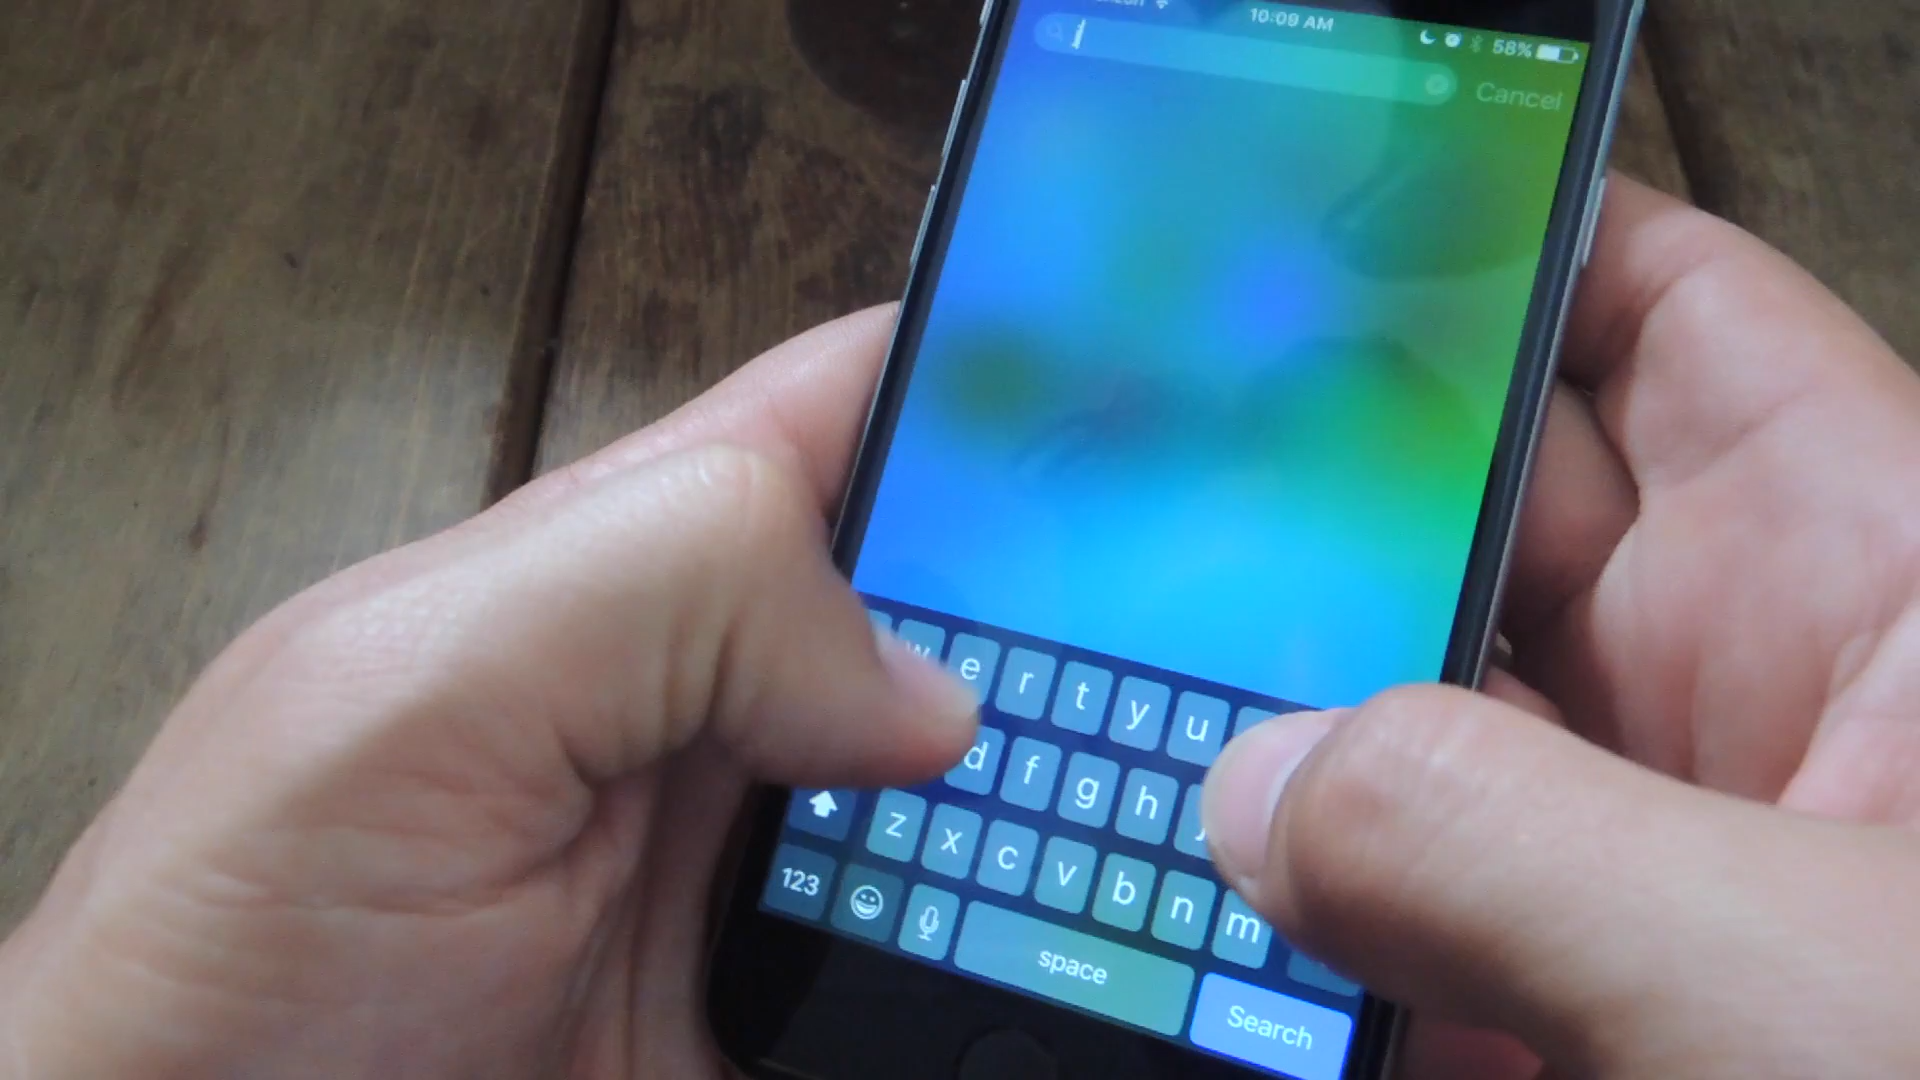 10:09 AM
58%
Cancel
w e r t y u
d f g h j
z x c v b n m
123
space
Search